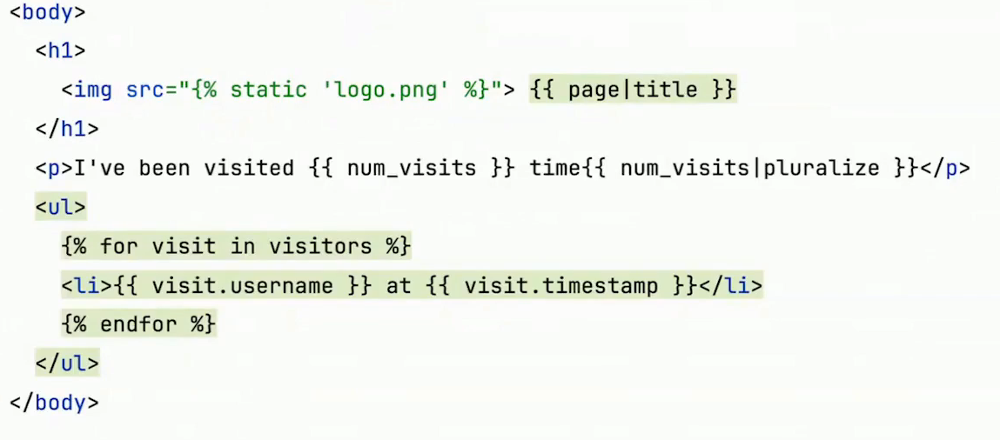 <body>
<h1>
<img src="{% static 'logo.png' %}"> {{ page|title }}
</h1>
<p>I've been visited {{ num_visits }} time{{ num_visits|pluralize }}</p>
<ul>
{% for visit in visitors %}
<li>{{ visit.username }} at {{ visit.timestamp }}</li>
{% endfor %}
</ul>
</body>